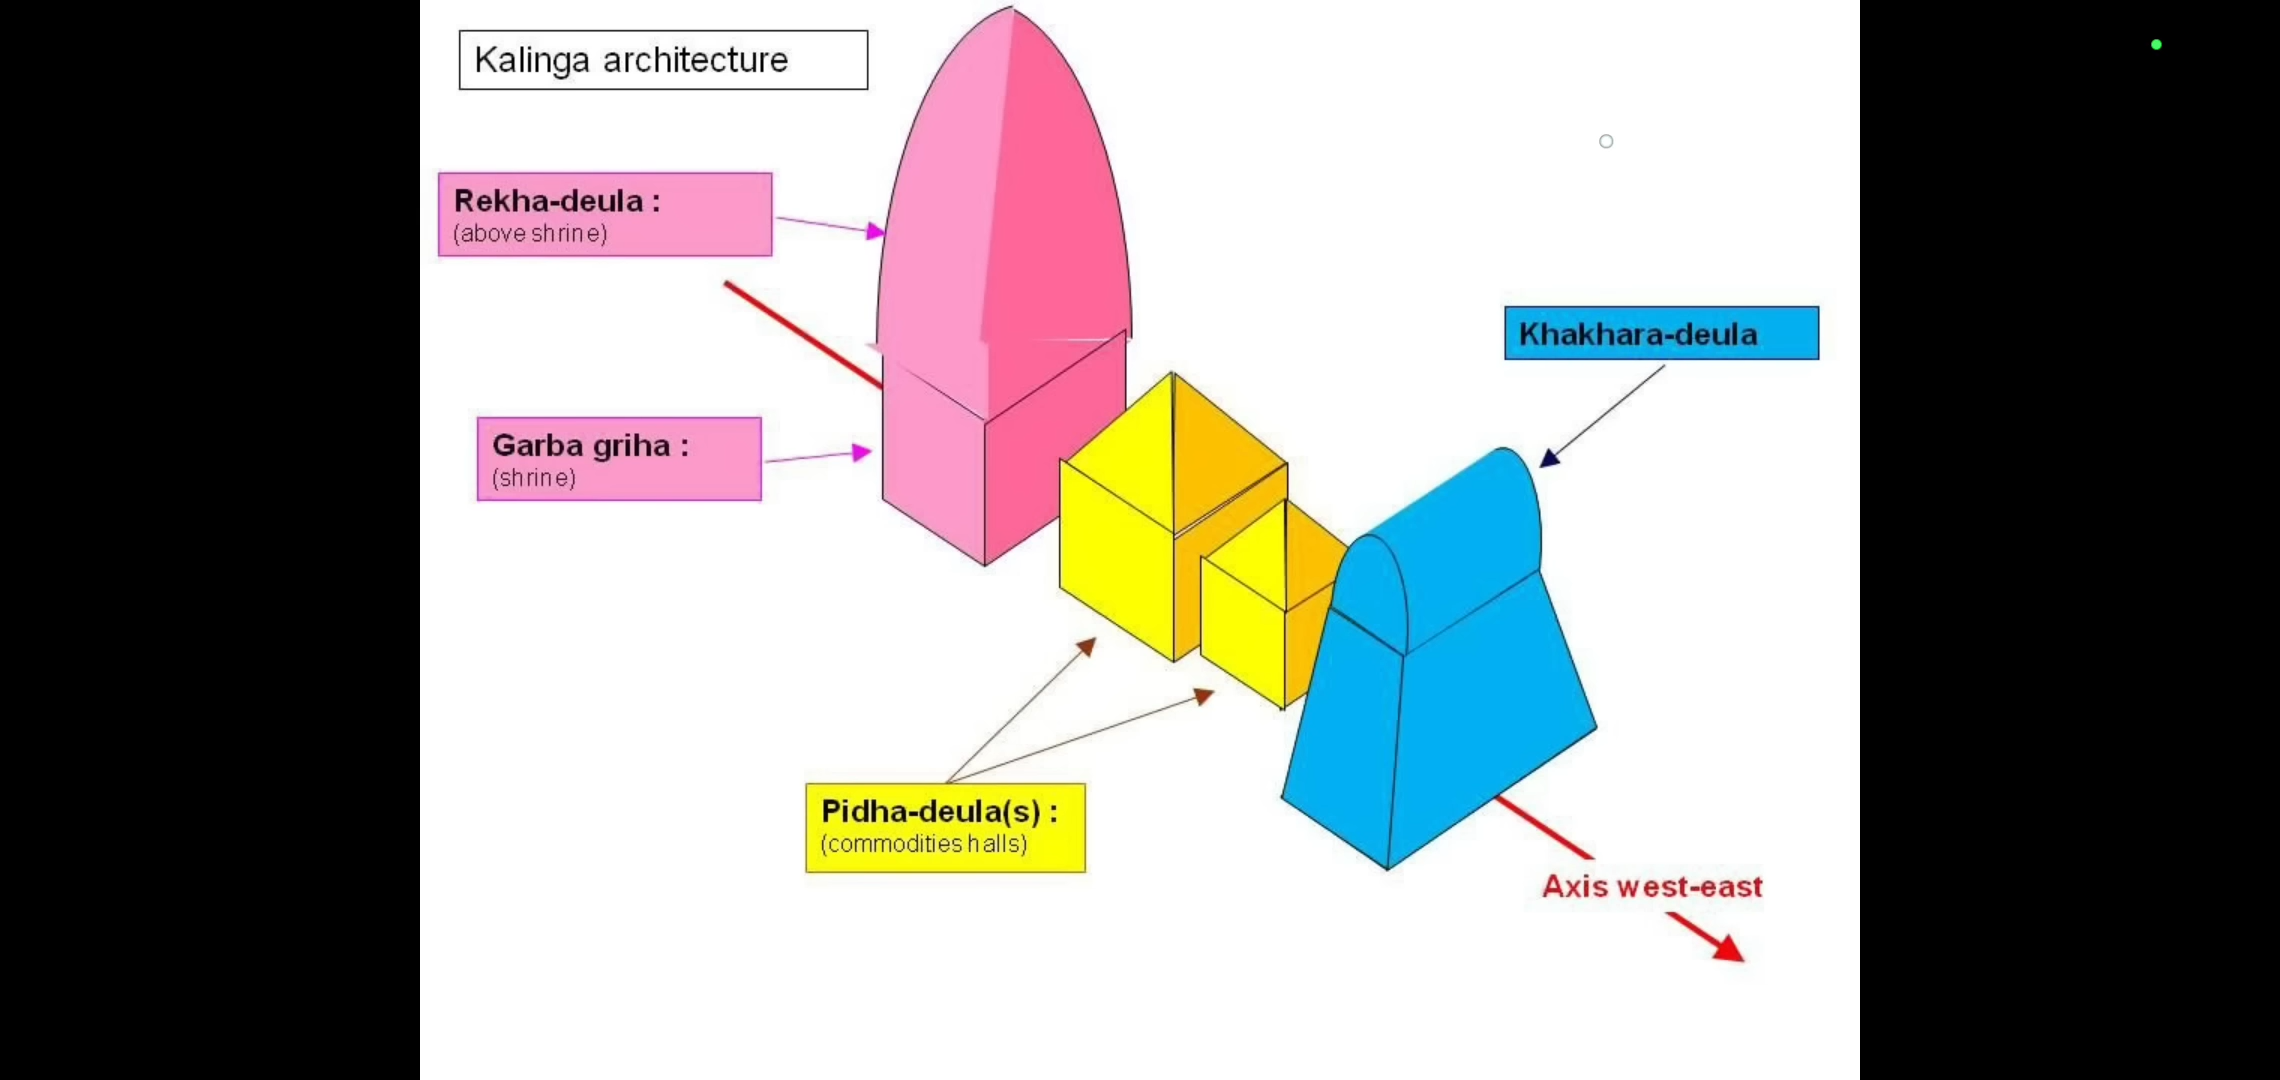 Kalinga architecture
Rekha-deula :
(above shrine)
Khakhara-deula
Garba griha :
(shrine)
Pidha-deula(s) :
(commodities halls)
Axis west-east